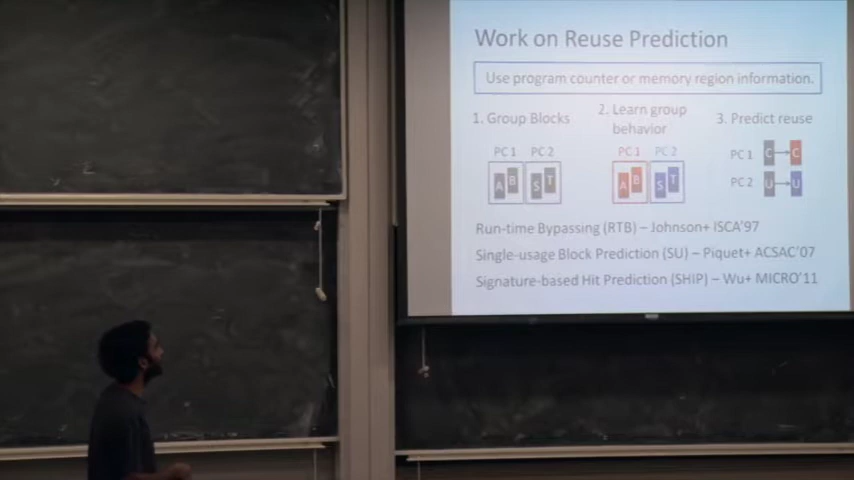 Work on Reuse Prediction
Use program counter or memory region information.
1. Group Blocks
2. Learn group behavior
3. Predict reuse
PC 1 PC 2
A B S T
PC 1 PC 2
A B S T
PC 1 C C
PC 2 U U
Run-time Bypassing (RTB) – Johnson+ ISCA'97
Single-usage Block Prediction (SU) – Piquet+ ACSAC'07
Signature-based Hit Prediction (SHIP) – Wu+ MICRO'11